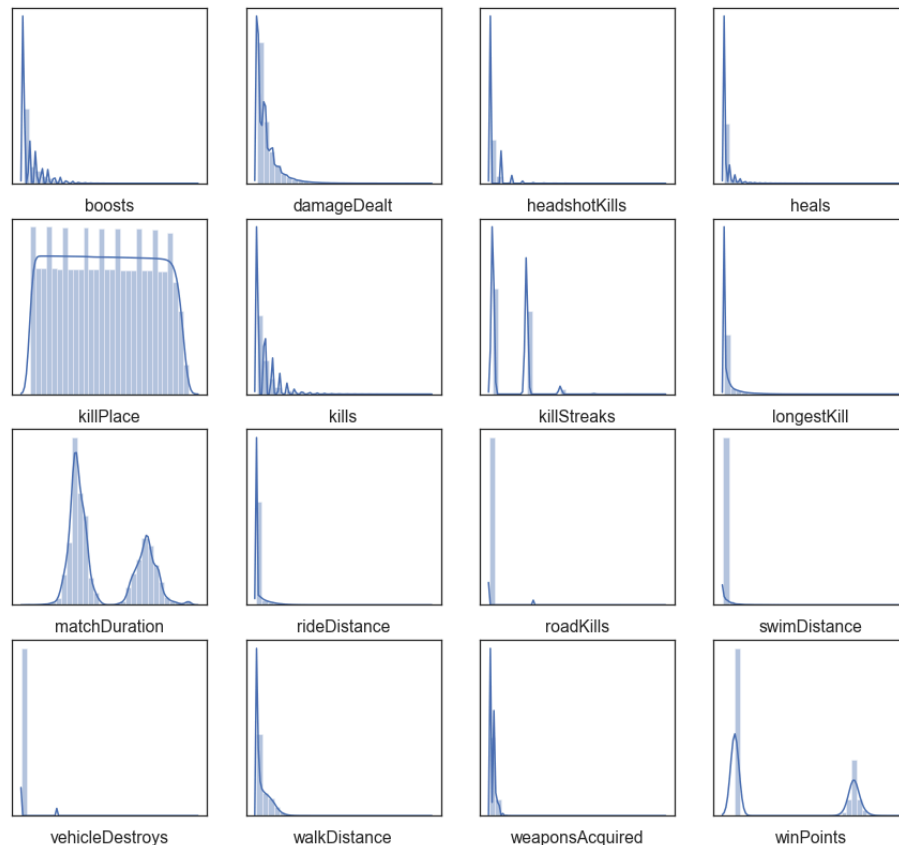 boosts damageDealt headshotKills heals
killPlace kills killStreaks longestKill
matchDuration rideDistance roadKills swimDistance
vehicleDestroys walkDistance weaponsAcquired winPoints